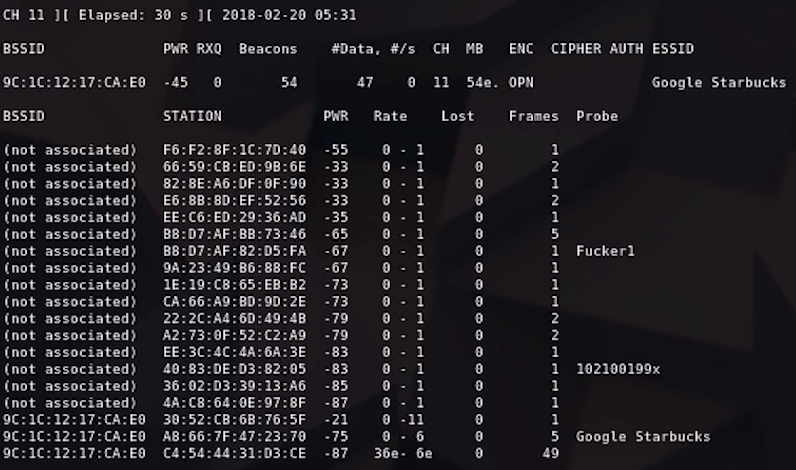 CH 11 ][ Elapsed: 30 s ][ 2018-02-20 05:31
BSSID PWR RXQ Beacons #Data, #/s CH MB ENC CIPHER AUTH ESSID
9C:1C:12:17:CA:E0 -45 0 54 47 0 11 54e. OPN Google Starbucks
BSSID STATION PWR Rate Lost Frames Probe
(not associated) F6:F2:8F:1C:7D:40 -55 0 - 1 0 1
(not associated) 66:59:CB:ED:9B:6E -33 0 - 1 0 2
(not associated) 82:8E:A6:DF:0F:90 -33 0 - 1 0 1
(not associated) E6:8B:8D:EF:52:56 -33 0 - 1 0 2
(not associated) EE:C6:ED:29:36:AD -35 0 - 1 0 1
(not associated) B8:D7:AF:BB:73:46 -65 0 - 1 0 5
(not associated) B8:D7:AF:82:D5:FA -67 0 - 1 0 1 Fucker1
(not associated) 9A:23:49:B6:88:FC -67 0 - 1 0 1
(not associated) 1E:19:C8:65:EB:B2 -73 0 - 1 0 1
(not associated) CA:66:A9:BD:9D:2E -73 0 - 1 0 1
(not associated) 22:2C:A4:6D:49:4B -79 0 - 1 0 2
(not associated) A2:73:0F:52:C2:A9 -79 0 - 1 0 2
(not associated) EE:3C:4C:4A:6A:3E -83 0 - 1 0 1
(not associated) 40:83:DE:D3:82:05 -83 0 - 1 0 1 102100199x
(not associated) 36:02:D3:39:13:A6 -85 0 - 1 0 1
(not associated) 4A:C8:64:0E:97:8F -87 0 - 1 0 1
9C:1C:12:17:CA:E0 30:52:CB:6B:76:5F -21 0 -11 0 1
9C:1C:12:17:CA:E0 A8:66:7F:47:23:70 -75 0 - 6 0 5 Google Starbucks
9C:1C:12:17:CA:E0 C4:54:44:31:D3:CE -87 36e- 6e 0 49